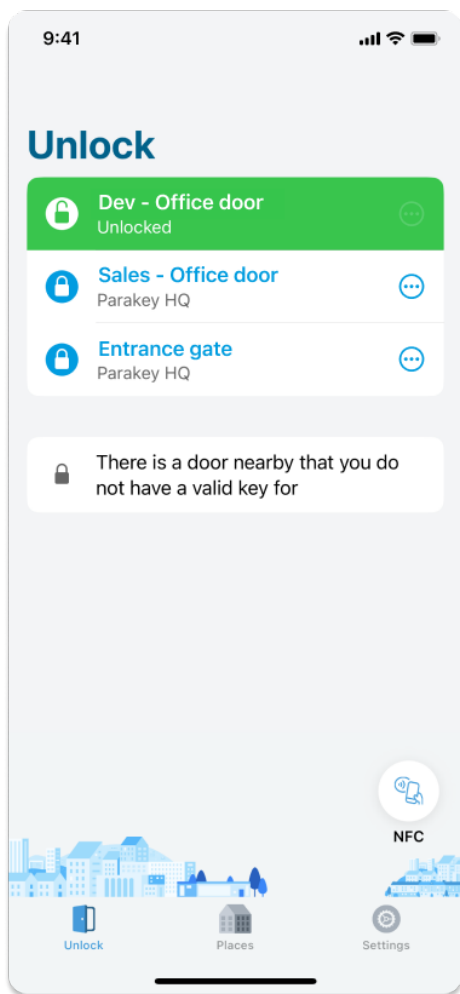 9:41
Unlock
Dev - Office door
Unlocked
Sales - Office door
Parakey HQ
Entrance gate
Parakey HQ
There is a door nearby that you do
not have a valid key for
NFC
Unlock
Places
Settings